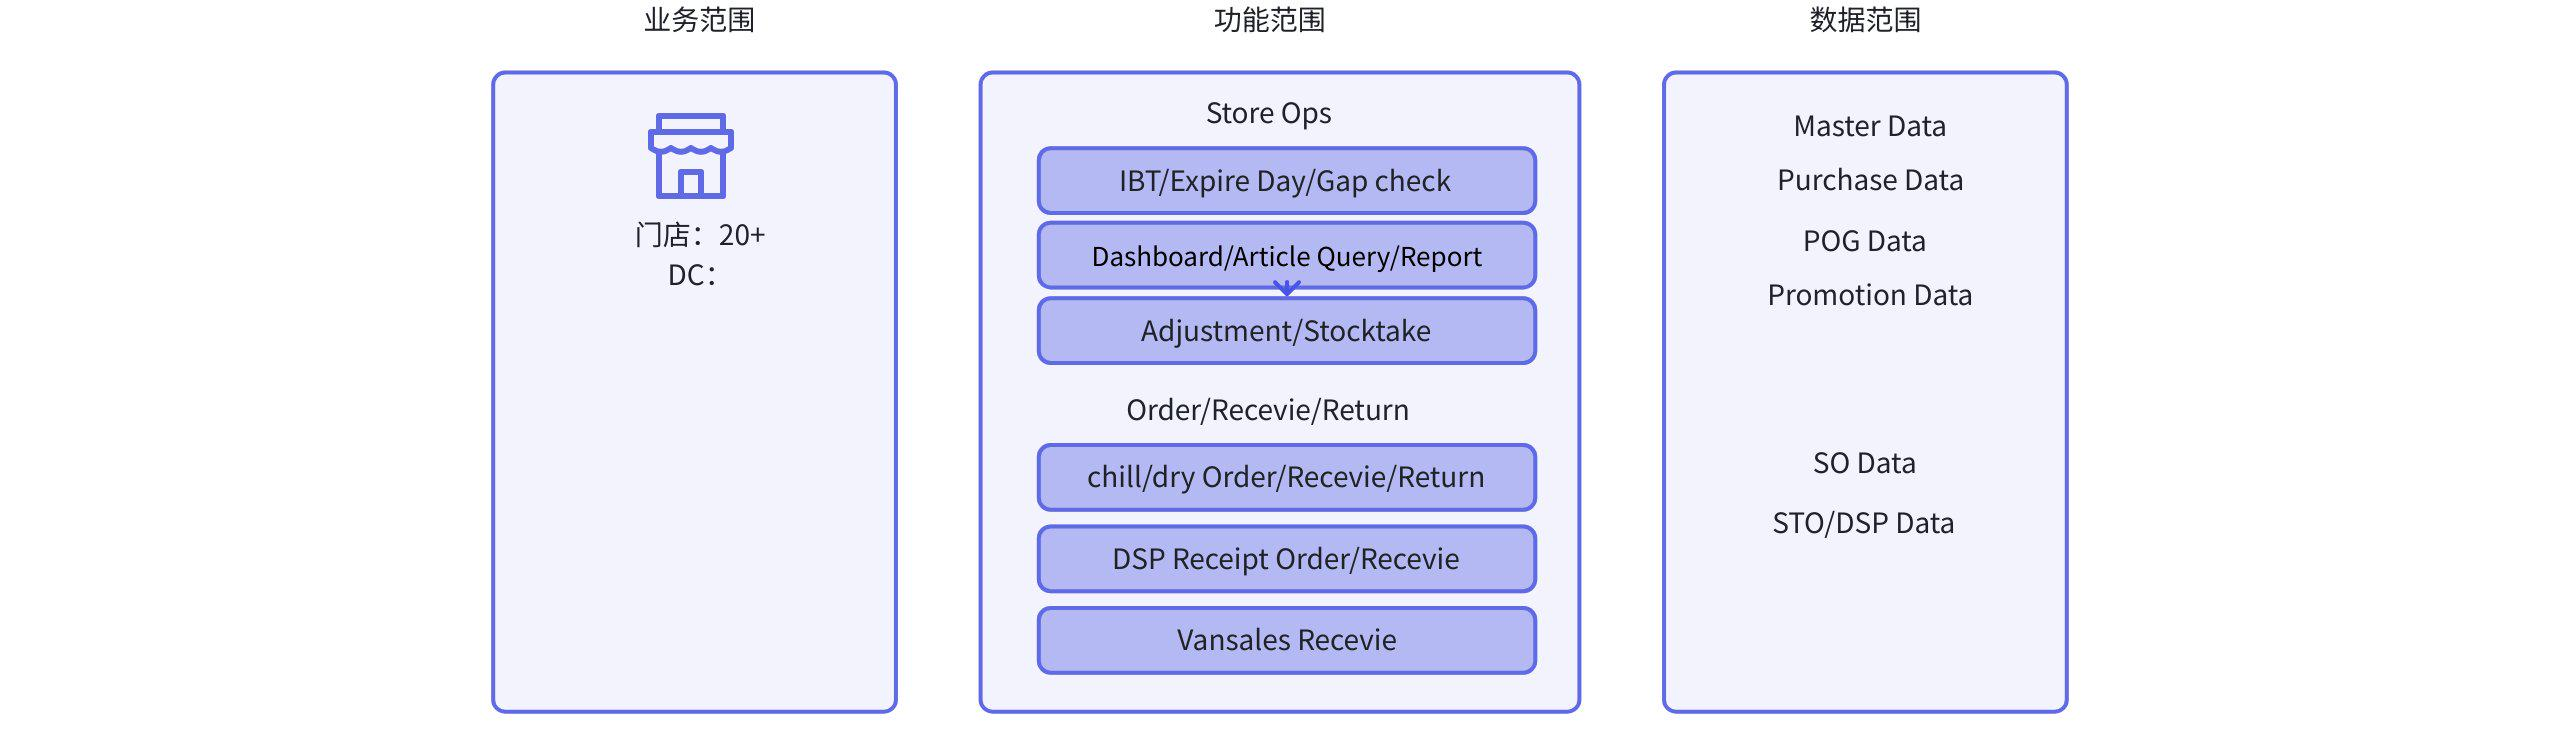 业务范围
功能范围
数据范围
门店：20+
DC：
Store Ops
IBT/Expire Day/Gap check
Dashboard/Article Query/Report
Adjustment/Stocktake
Order/Recevie/Return
chill/dry Order/Recevie/Return
DSP Receipt Order/Recevie
Vansales Recevie
Master Data
Purchase Data
POG Data
Promotion Data
SO Data
STO/DSP Data